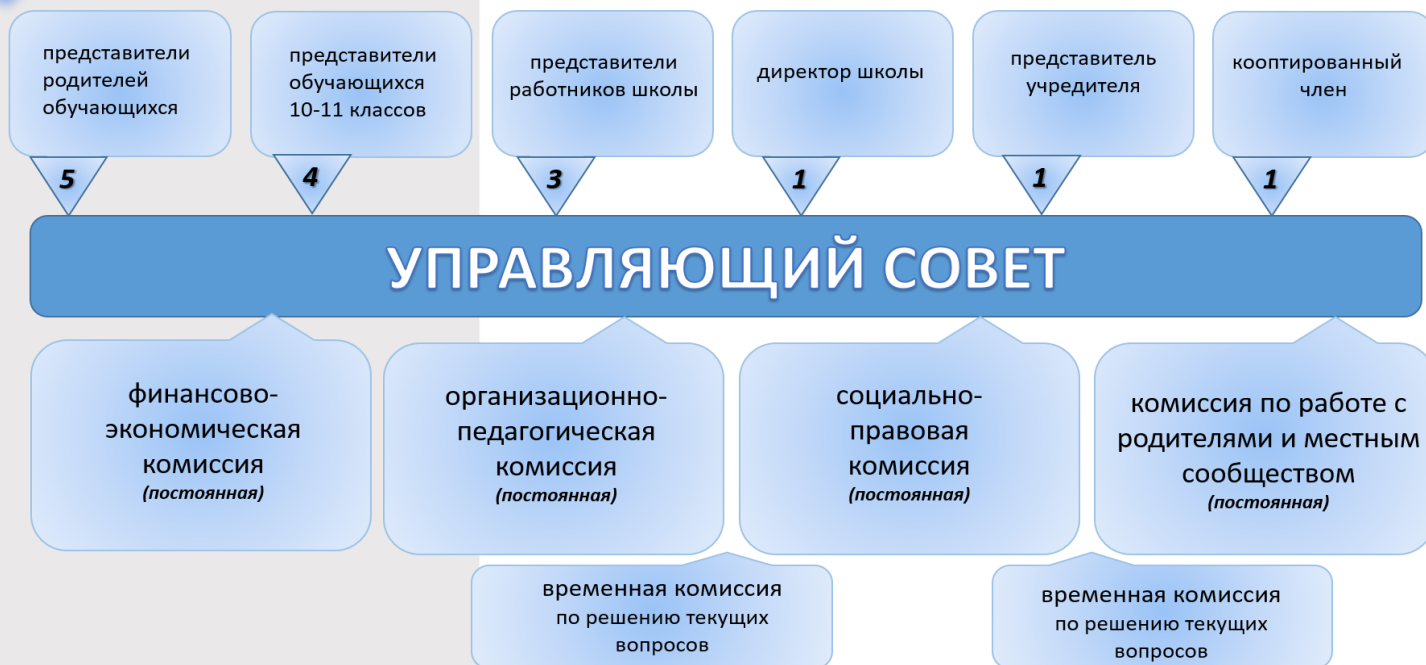 представители
родителей
обучающихся
представители
обучающихся
10-11 классов
представители
работников школы
директор школы
представитель
учредителя
кооптированный
член
5
4
3
1
1
1
УПРАВЛЯЮЩИЙ СОВЕТ
финансово-
экономическая
комиссия
(постоянная)
организационно-
педагогическая
комиссия
(постоянная)
социально-
правовая
комиссия
(постоянная)
комиссия по работе с
родителями и местным
сообществом
(постоянная)
временная комиссия
по решению текущих
вопросов
временная комиссия
по решению текущих
вопросов